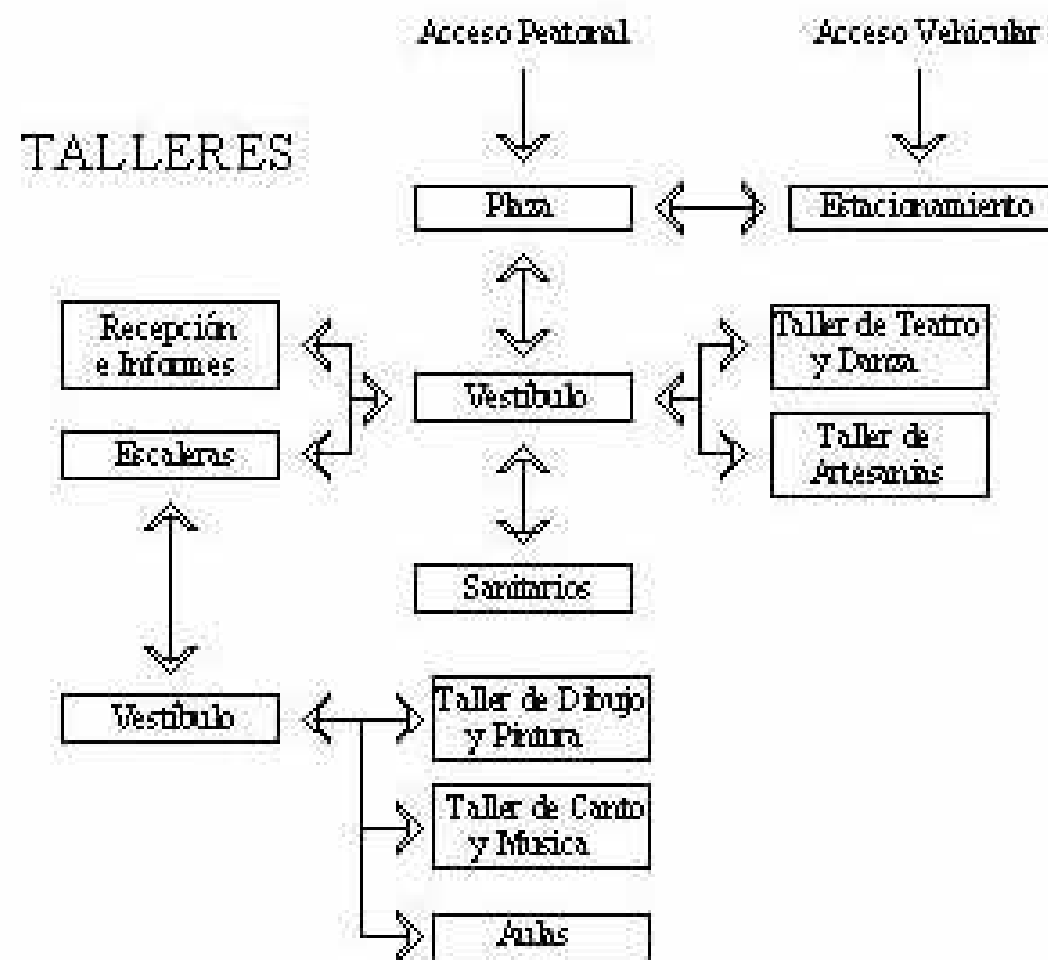 Acceso Peatonal
Acceso Vehicular
TALLERES
Plaza
Estacionamiento
Recepción
e Informes
Taller de Teatro
y Danza
Vestíbulo
Escaleras
Taller de
Artesanias
Sanitarios
Vestíbulo
Taller de Dibujo
y Pintura
Taller de Canto
y Musica
Aulas